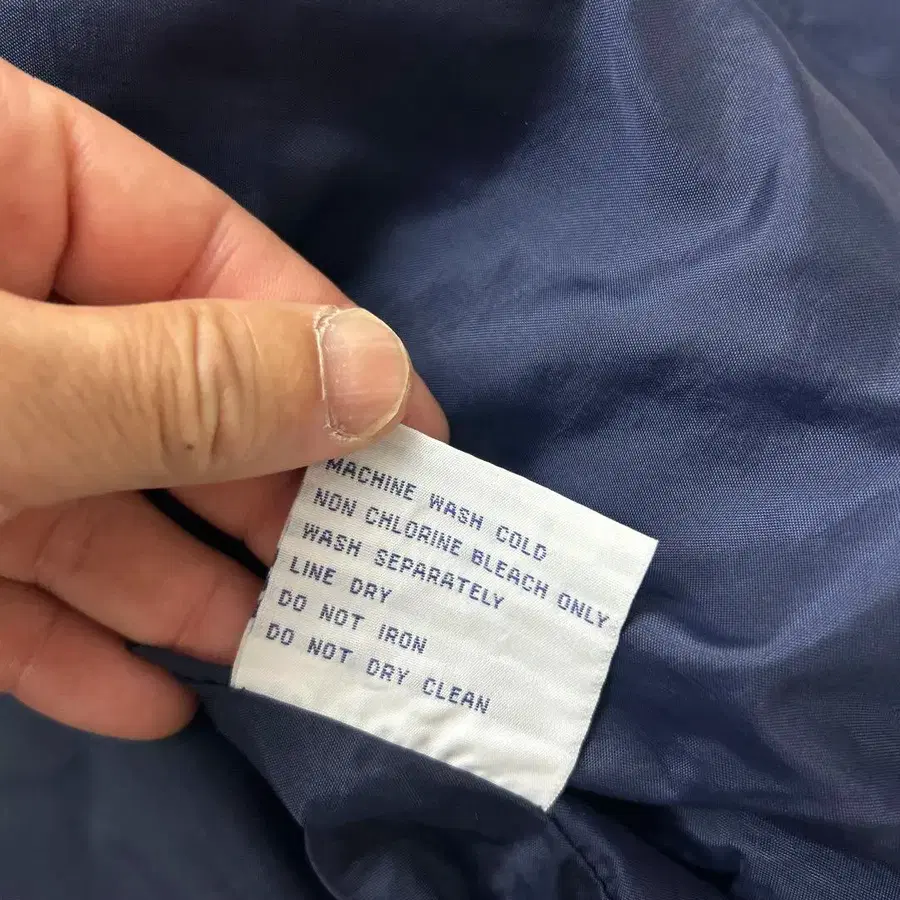 MACHINE WASH COLD
NON CHLORINE BLEACH ONLY
WASH SEPARATELY
LINE DRY
DO NOT IRON
DO NOT DRY CLEAN